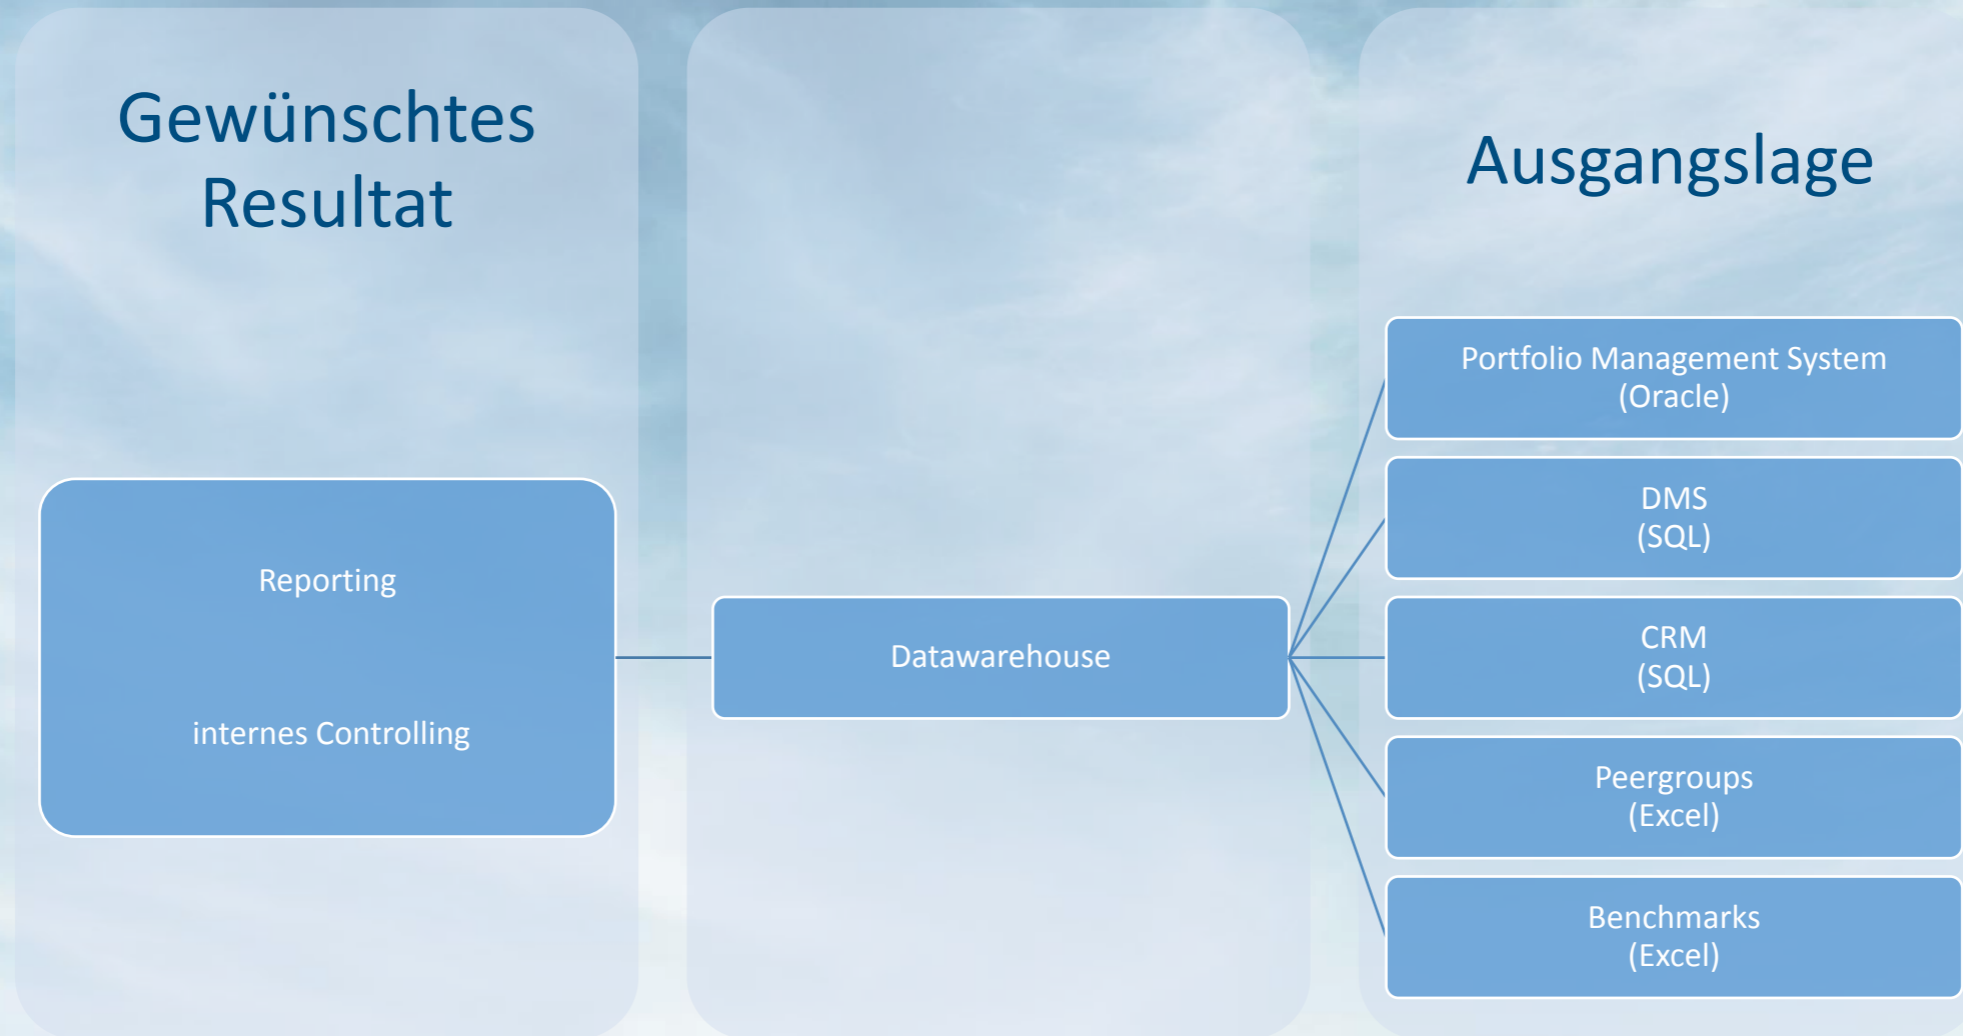 Gewünschtes
Resultat
Reporting
internes Controlling
Datawarehouse
Ausgangslage
Portfolio Management System
(Oracle)
DMS
(SQL)
CRM
(SQL)
Peergroups
(Excel)
Benchmarks
(Excel)